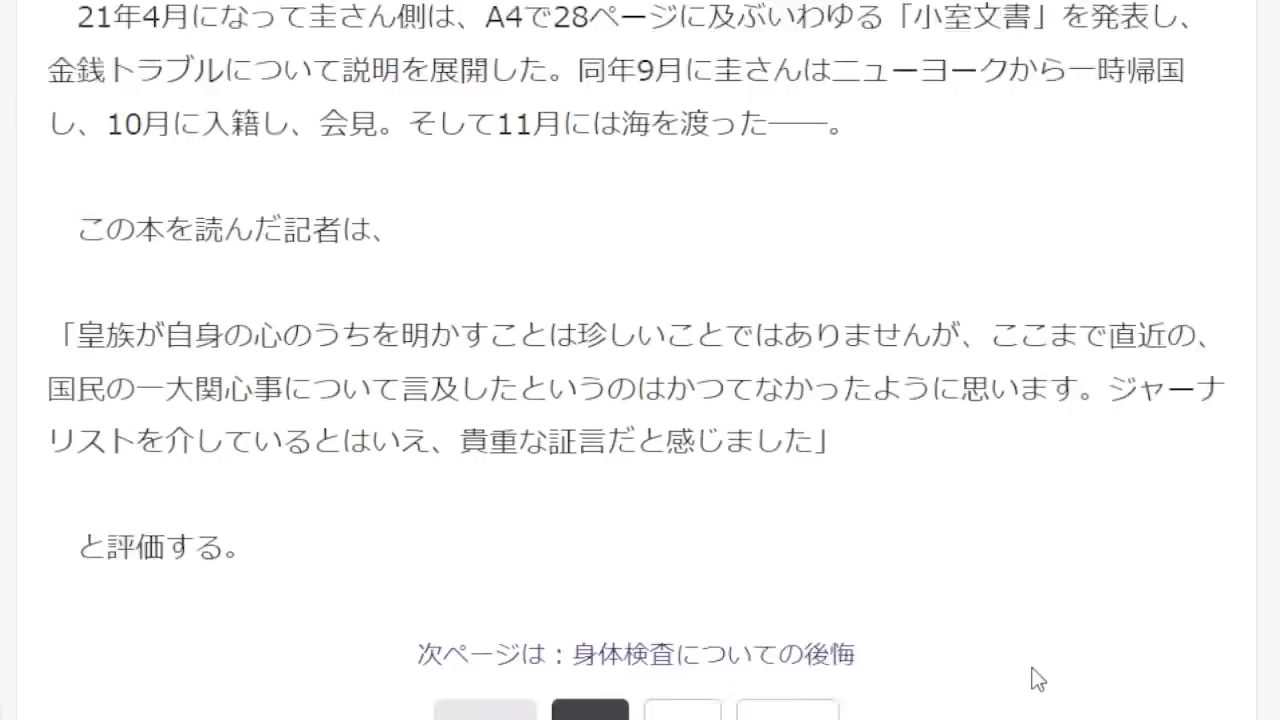 21年4月になって圭さん側は、A4で28ページに及ぶいわゆる「小室文書」を発表し、
金銭トラブルについて説明を展開した。同年9月に圭さんはニューヨークから一時帰国
し、10月に入籍し、会見。そして11月には海を渡った――。
この本を読んだ記者は、
「皇族が自身の心のうちを明かすことは珍しいことではありませんが、ここまで直近の、
国民の一大関心事について言及したというのはかつてなかったように思います。ジャーナ
リストを介しているとはいえ、貴重な証言だと感じました」
と評価する。
次ページは：身体検査についての後悔